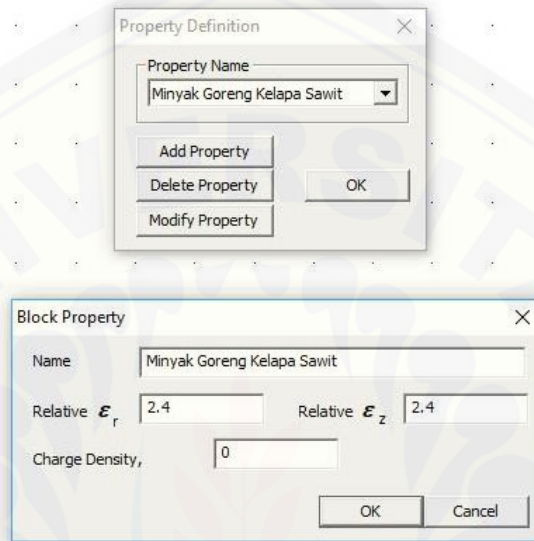 Property Definition
Property Name
Minyak Goreng Kelapa Sawit
Add Property
Delete Property OK
Modify Property
Block Property
Name Minyak Goreng Kelapa Sawit
Relative ε r 2.4 Relative ε z 2.4
Charge Density, 0
OK Cancel